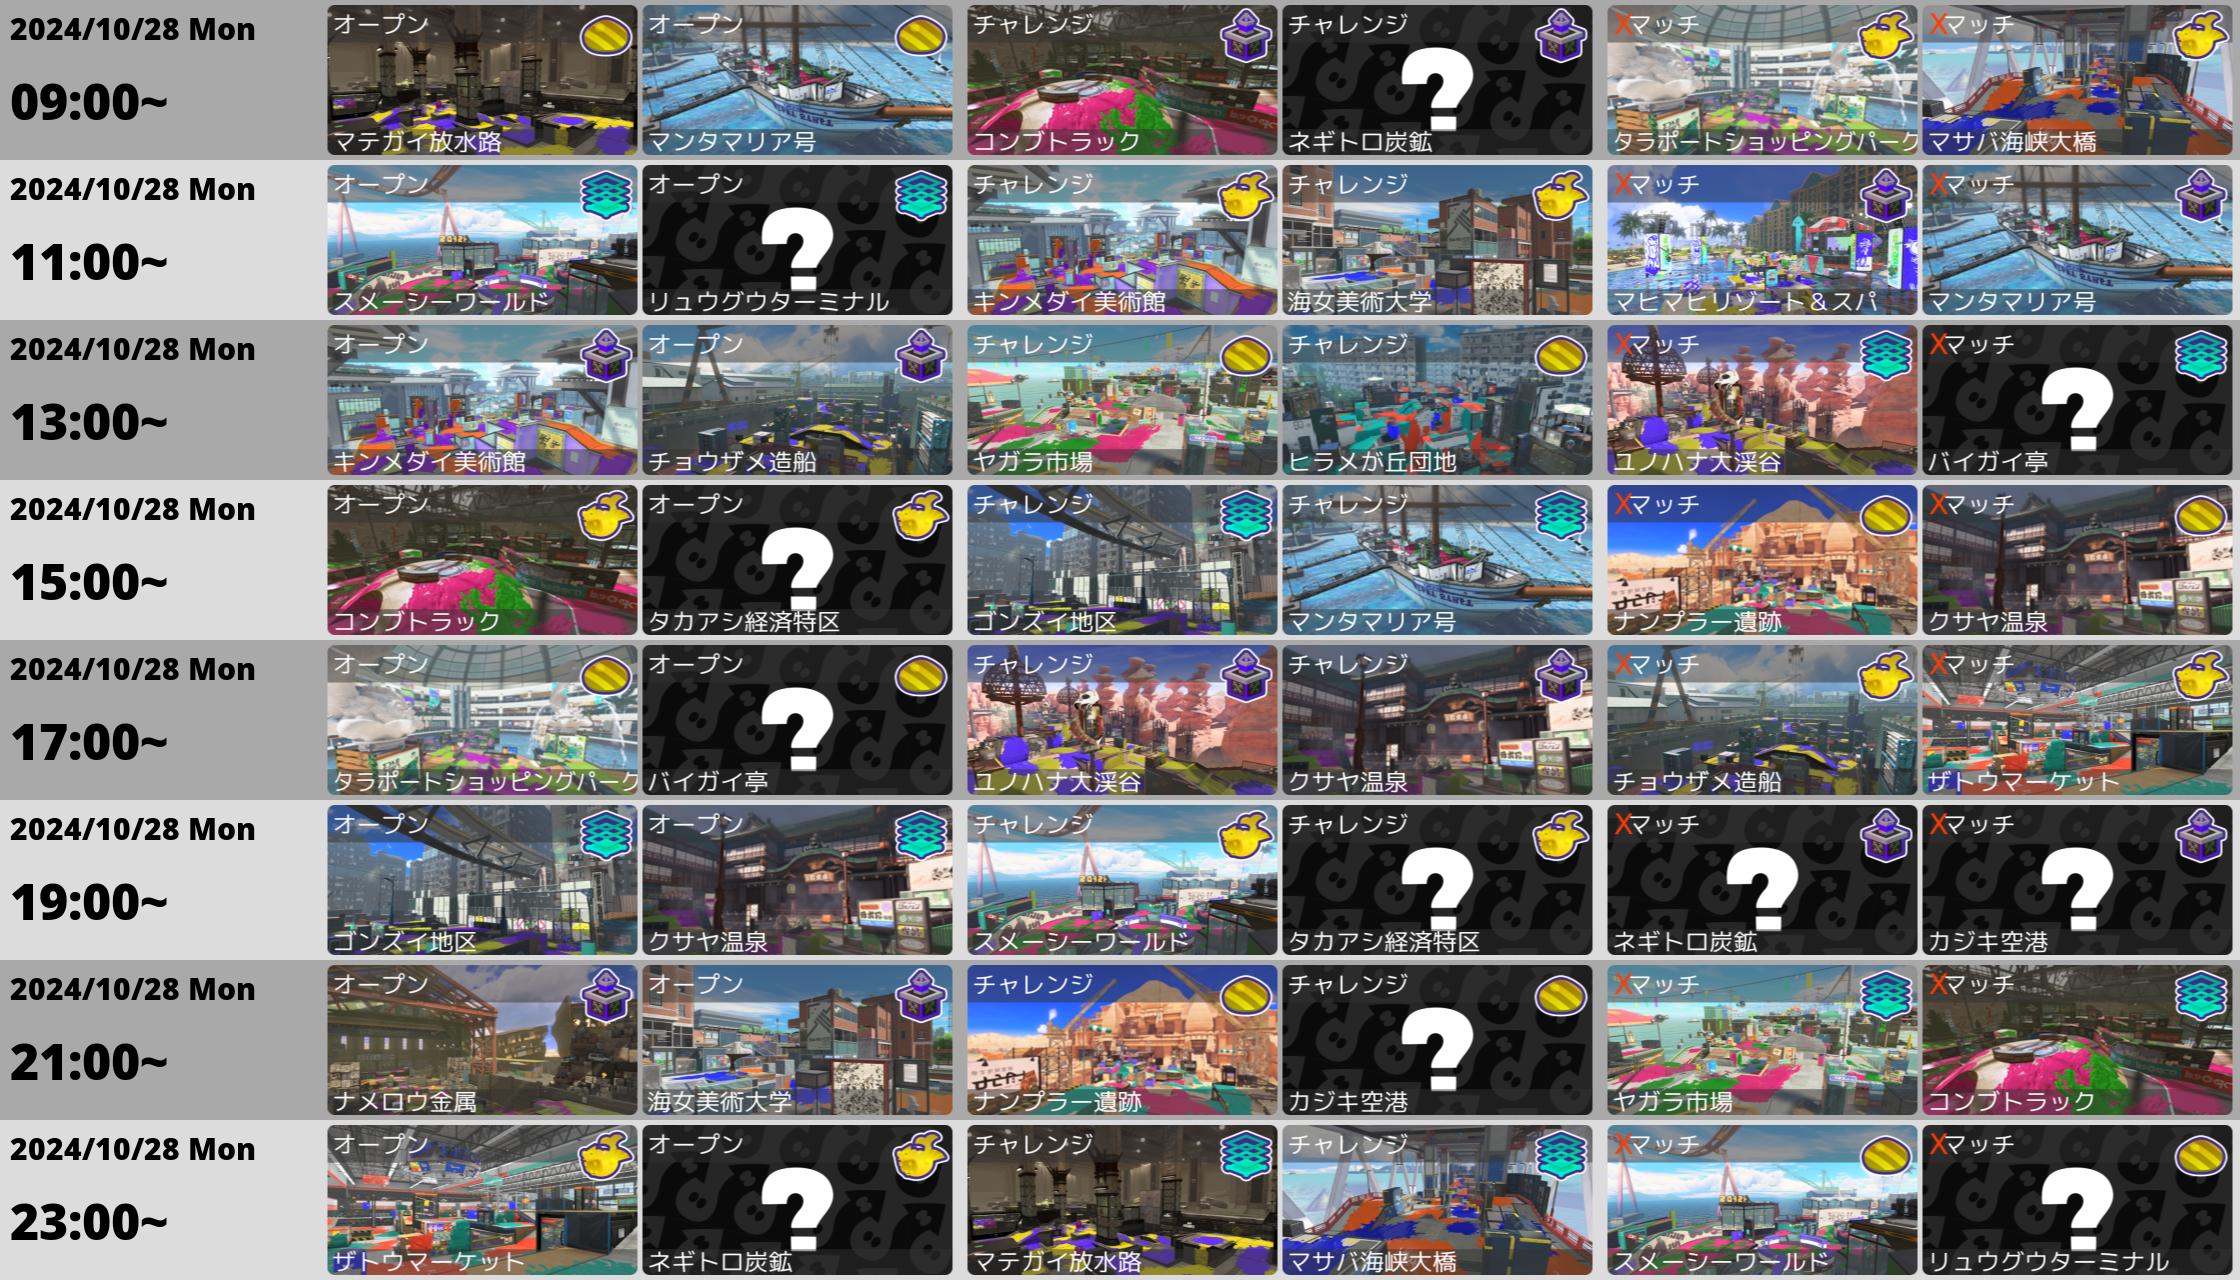 2024/10/28 Mon
09:00~
オープン
マテガイ放水路
オープン
マンタマリア号
チャレンジ
コンブトラック
チャレンジ
ネギトロ炭鉱
Xマッチ
タラポートショッピングパーク
Xマッチ
マサバ海峡大橋
2024/10/28 Mon
11:00~
オープン
スメーシーワールド
オープン
リュウグウターミナル
チャレンジ
キンメダイ美術館
チャレンジ
海女美術大学
Xマッチ
マヒマヒリゾート&スパ
Xマッチ
マンタマリア号
2024/10/28 Mon
13:00~
オープン
キンメダイ美術館
オープン
チョウザメ造船
チャレンジ
ヤガラ市場
チャレンジ
ヒラメが丘団地
Xマッチ
ユノハナ大渓谷
Xマッチ
バイガイ亭
2024/10/28 Mon
15:00~
オープン
コンブトラック
オープン
タカアシ経済特区
チャレンジ
ゴンズイ地区
チャレンジ
マンタマリア号
Xマッチ
ナンプラー遺跡
Xマッチ
クサヤ温泉
2024/10/28 Mon
17:00~
オープン
タラポートショッピングパーク
オープン
バイガイ亭
チャレンジ
ユノハナ大渓谷
チャレンジ
クサヤ温泉
Xマッチ
チョウザメ造船
Xマッチ
ザトウマーケット
2024/10/28 Mon
19:00~
オープン
ゴンズイ地区
オープン
クサヤ温泉
チャレンジ
スメーシーワールド
チャレンジ
タカアシ経済特区
Xマッチ
ネギトロ炭鉱
Xマッチ
カジキ空港
2024/10/28 Mon
21:00~
オープン
ナメロウ金属
オープン
海女美術大学
チャレンジ
ナンプラー遺跡
チャレンジ
カジキ空港
Xマッチ
ヤガラ市場
Xマッチ
コンブトラック
2024/10/28 Mon
23:00~
オープン
ザトウマーケット
オープン
ネギトロ炭鉱
チャレンジ
マテガイ放水路
チャレンジ
マサバ海峡大橋
Xマッチ
スメーシーワールド
Xマッチ
リュウグウターミナル